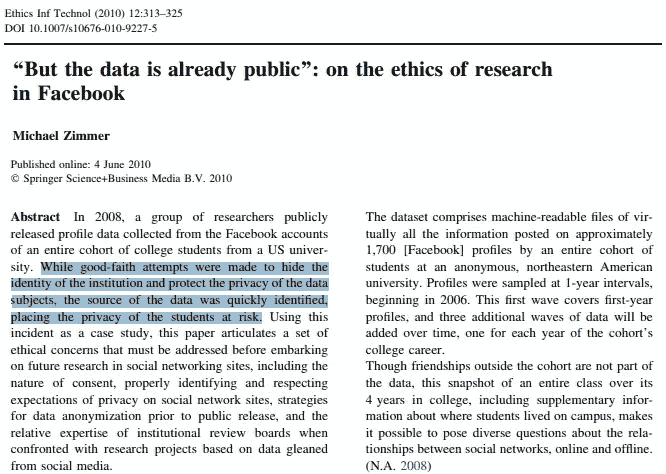 Ethics Inf Technol (2010) 12:313–325
DOI 10.1007/s10676-010-9227-5
“But the data is already public”: on the ethics of research
in Facebook
Michael Zimmer
Published online: 4 June 2010
© Springer Science+Business Media B.V. 2010
Abstract In 2008, a group of researchers publicly
released profile data collected from the Facebook accounts
of an entire cohort of college students from a US univer-
sity. While good-faith attempts were made to hide the
identity of the institution and protect the privacy of the data
subjects, the source of the data was quickly identified,
placing the privacy of the students at risk. Using this
incident as a case study, this paper articulates a set of
ethical concerns that must be addressed before embarking
on future research in social networking sites, including the
nature of consent, properly identifying and respecting
expectations of privacy on social network sites, strategies
for data anonymization prior to public release, and the
relative expertise of institutional review boards when
confronted with research projects based on data gleaned
from social media.
The dataset comprises machine-readable files of vir-
tually all the information posted on approximately
1,700 [Facebook] profiles by an entire cohort of
students at an anonymous, northeastern American
university. Profiles were sampled at 1-year intervals,
beginning in 2006. This first wave covers first-year
profiles, and three additional waves of data will be
added over time, one for each year of the cohort’s
college career.
Though friendships outside the cohort are not part of
the data, this snapshot of an entire class over its
4 years in college, including supplementary infor-
mation about where students lived on campus, makes
it possible to pose diverse questions about the rela-
tionships between social networks, online and offline.
(N.A. 2008)